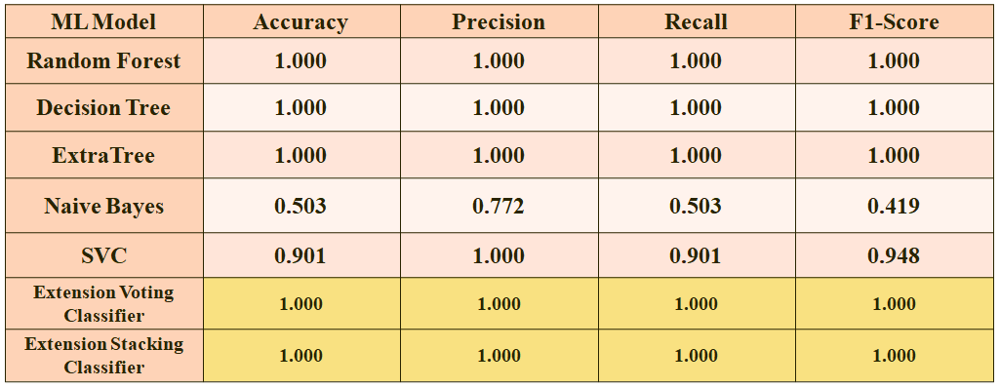 ML Model Accuracy Precision Recall F1-Score
Random Forest 1.000 1.000 1.000 1.000
Decision Tree 1.000 1.000 1.000 1.000
ExtraTree 1.000 1.000 1.000 1.000
Naive Bayes 0.503 0.772 0.503 0.419
SVC 0.901 1.000 0.901 0.948
Extension Voting
Classifier 1.000 1.000 1.000 1.000
Extension Stacking
Classifier 1.000 1.000 1.000 1.000